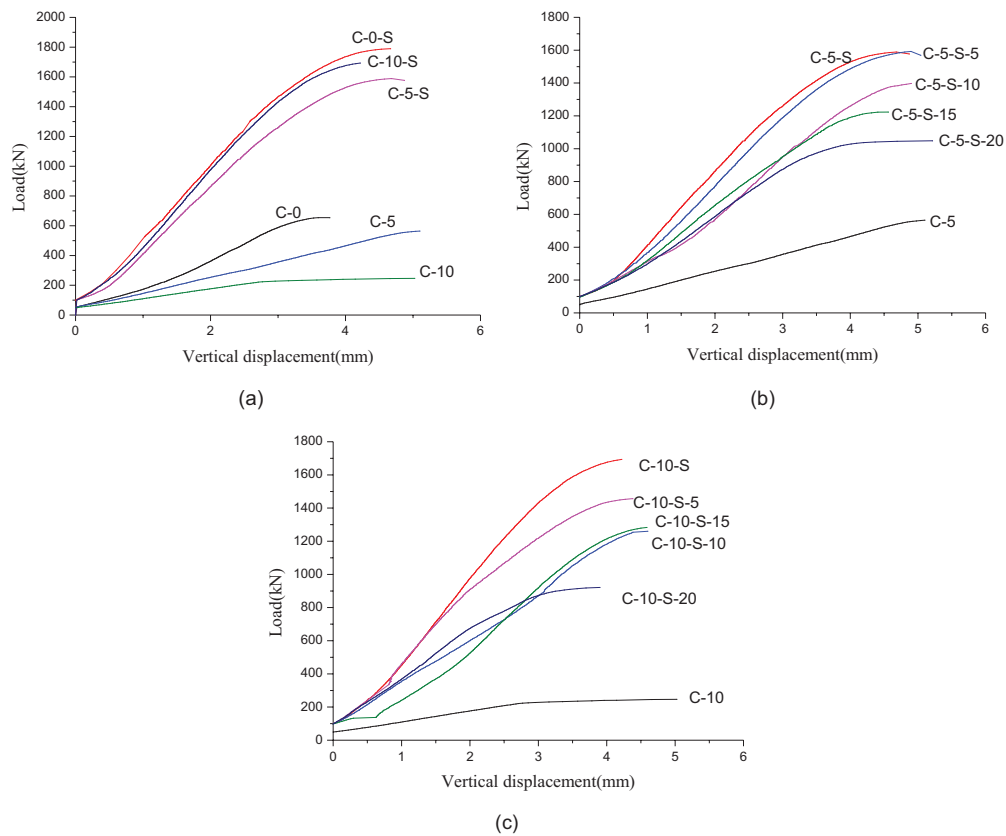 2000
1800
1600
1400
1200
1000
800
600
400
200
0
Load(kN)
C-0-S
C-10-S
C-5-S
C-0
C-5
C-10
0 2 4 6
Vertical displacement(mm)
(a)
1800
1600
1400
1200
1000
800
600
400
200
0
Load(kN)
C-5-S
C-5-S-5
C-5-S-10
C-5-S-15
C-5-S-20
C-5
0 1 2 3 4 5 6
Vertical displacement(mm)
(b)
1800
1600
1400
1200
1000
800
600
400
200
0
Load(kN)
C-10-S
C-10-S-5
C-10-S-15
C-10-S-10
C-10-S-20
C-10
0 1 2 3 4 5 6
Vertical displacement(mm)
(c)